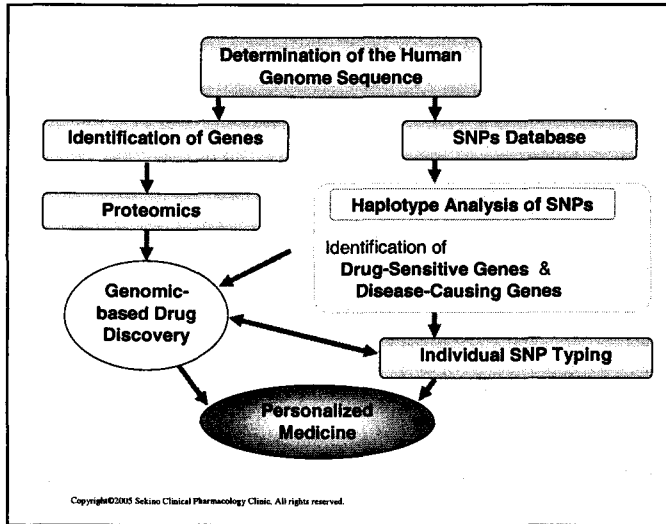 Determination of the Human
Genome Sequence
Identification of Genes
SNPs Database
Proteomics
Haplotype Analysis of SNPs
Identification of
Drug-Sensitive Genes &
Disease-Causing Genes
Genomic-
based Drug
Discovery
Individual SNP Typing
Personalized
Medicine
Copyright©2005 Sekino Clinical Pharmacology Clinic. All rights reserved.